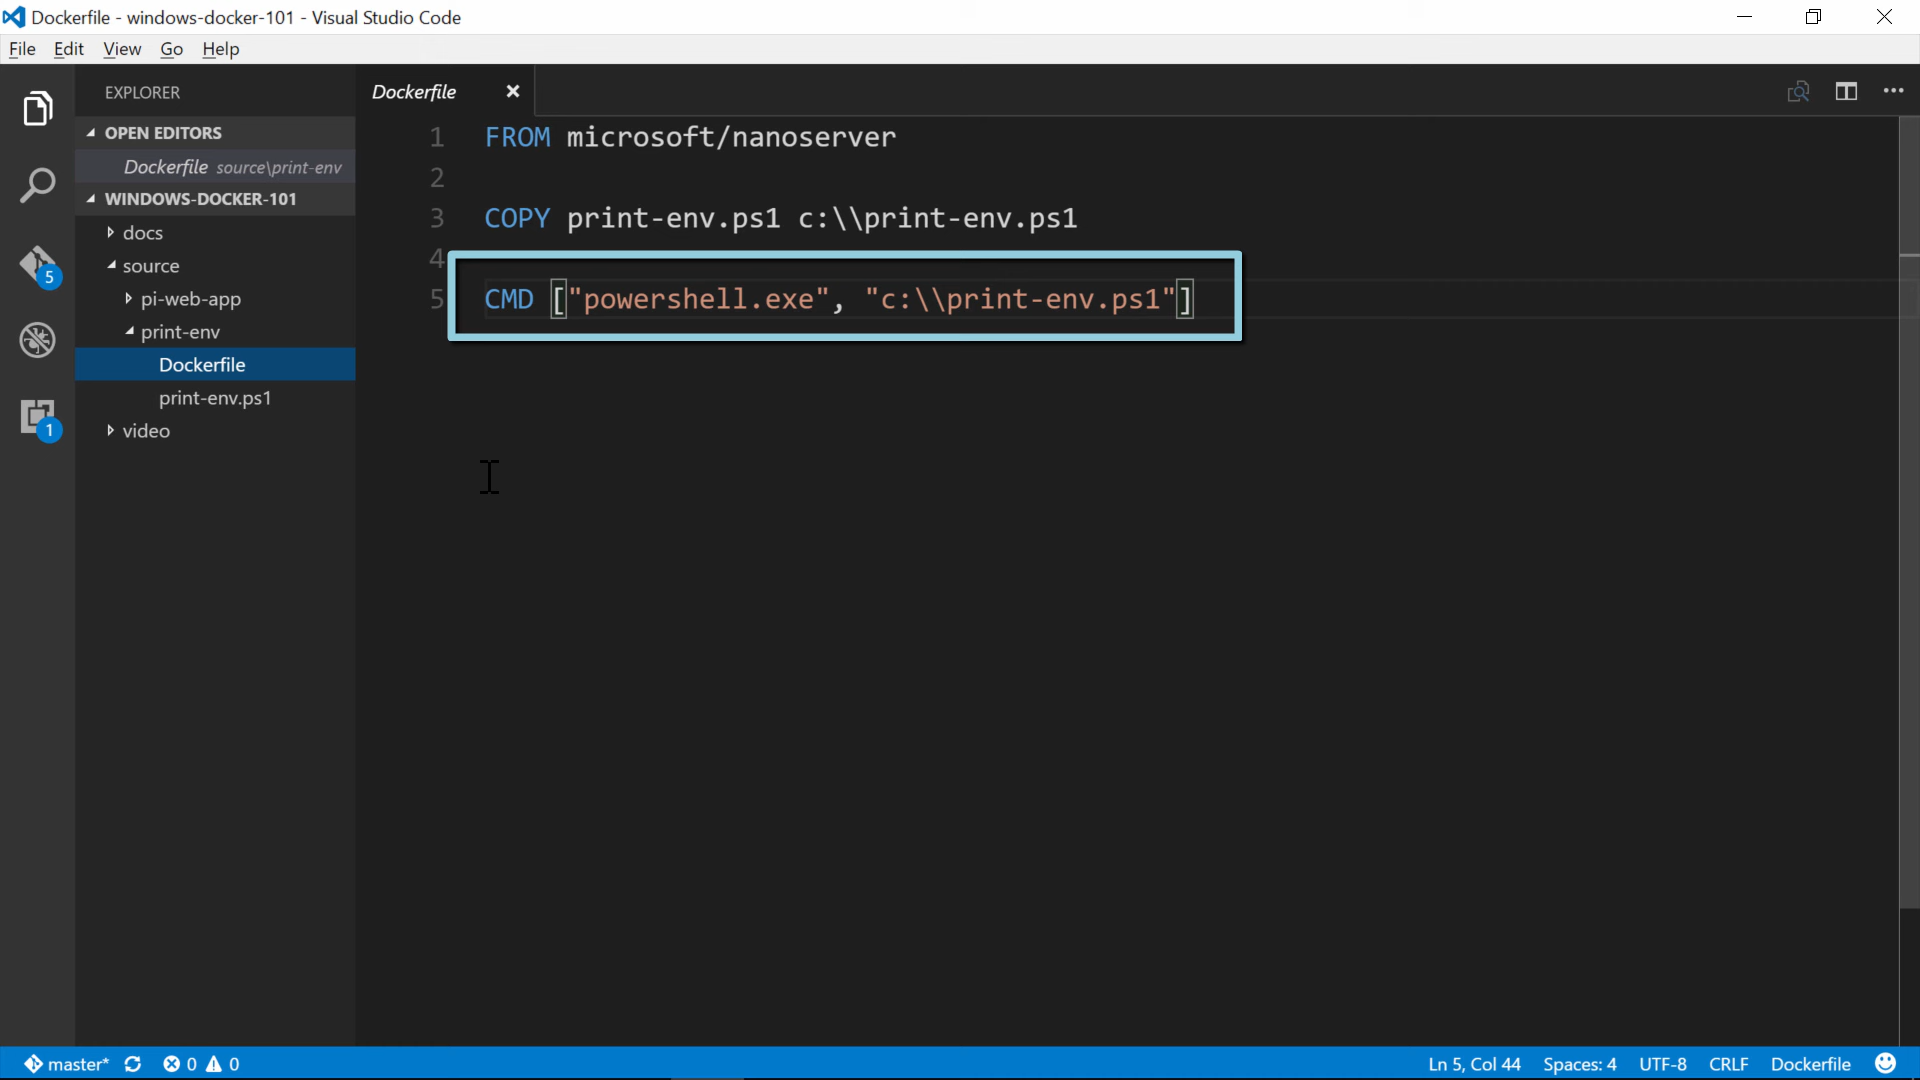 Dockerfile - windows-docker-101 - Visual Studio Code
File Edit View Go Help
EXPLORER
OPEN EDITORS
Dockerfile source\print-env
WINDOWS-DOCKER-101
docs
source
pi-web-app
print-env
Dockerfile
print-env.ps1
video
5
1
Dockerfile
1 FROM microsoft/nanoserver
2
3 COPY print-env.ps1 c:\\print-env.ps1
4
5 CMD ["powershell.exe", "c:\\print-env.ps1"]
master* 0 0 Ln 5, Col 44 Spaces: 4 UTF-8 CRLF Dockerfile